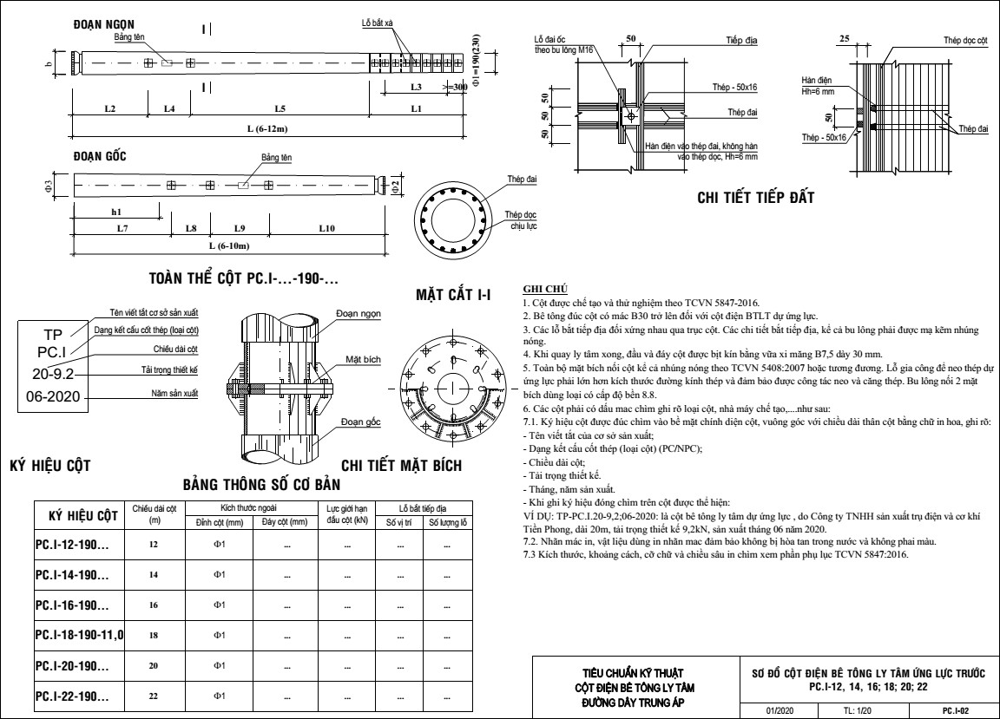 ĐOẠN NGỌN
I
Lỗ bắt xà
Bảng tên
b
Φ1=190(230)
I
L3
>=300
L2
L4
L5
L1
L (6-12m)
ĐOẠN GỐC
Bảng tên
Φ3
Φ2
h1
L7
L8
L9
L10
L (6-10m)
TOÀN THỂ CỘT PC.I-...-190-...
Thép đai
Thép dọc
chịu lực
MẶT CẮT I-I
Lỗ đai ốc
theo bu lông M16
50
Tiếp địa
50
50
50
Thép - 50x16
Thép đai
Hàn điện vào thép đai, không hàn
vào thép dọc, Hh=6 mm
25
Thép dọc cột
Hàn điện
Hh=6 mm
50
Thép - 50x16
Thép đai
CHI TIẾT TIẾP ĐẤT
TP
PC.I
20-9.2
06-2020
Tên viết tắt cơ sở sản xuất
Dạng kết cấu cốt thép (loại cột)
Chiều dài cột
Tải trọng thiết kế
Năm sản xuất
KÝ HIỆU CỘT
Đoạn ngọn
Mặt bích
Đoạn gốc
CHI TIẾT MẶT BÍCH
GHI CHÚ
1. Cột được chế tạo và thử nghiệm theo TCVN 5847-2016.
2. Bê tông đúc cột có mác B30 trở lên đối với cột điện BTLT dự ứng lực.
3. Các lỗ bắt tiếp địa đối xứng nhau qua trục cột. Các chi tiết bắt tiếp địa, kể cả bu lông phải được mạ kẽm nhúng
nóng.
4. Khi quay ly tâm xong, đầu và đáy cột được bịt kín bằng vữa xi măng B7,5 dày 30 mm.
5. Toàn bộ mặt bích nối cột kể cả nhúng nóng theo TCVN 5408:2007 hoặc tương đương. Lỗ gia công để neo thép dự
ứng lực phải lớn hơn kích thước đường kính thép và đảm bảo được công tác neo và căng thép. Bu lông nối 2 mặt
bích dùng loại có cấp độ bền 8.8.
6. Các cột phải có dấu mac chìm ghi rõ loại cột, nhà máy chế tạo,....như sau:
7.1. Ký hiệu cột được đúc chìm vào bề mặt chính diện cột, vuông góc với chiều dài thân cột bằng chữ in hoa, ghi rõ:
- Tên viết tắt của cơ sở sản xuất;
- Dạng kết cấu cốt thép (loại cột) (PC/NPC);
- Chiều dài cột;
- Tải trọng thiết kế.
- Tháng, năm sản xuất.
- Khi ghi ký hiệu đóng chìm trên cột được thể hiện:
VÍ DỤ: TP-PC.I.20-9,2;06-2020: là cột bê tông ly tâm dự ứng lực , do Công ty TNHH sản xuất trụ điện và cơ khí
Tiền Phong, dài 20m, tải trọng thiết kế 9,2kN, sản xuất tháng 06 năm 2020.
7.2. Nhãn mác in, vật liệu dùng in nhãn mac đảm bảo không bị hòa tan trong nước và không phai màu.
7.3 Kích thước, khoảng cách, cỡ chữ và chiều sâu in chìm xem phần phụ lục TCVN 5847:2016.
BẢNG THÔNG SỐ CƠ BẢN
KÝ HIỆU CỘT Chiều dài cột (m) Kích thước ngoài Lực giới hạn đầu cột (kN) Lỗ bắt tiếp địa
Đỉnh cột (mm) Đáy cột (mm) Số vị trí Số lượng lỗ
PC.I-12-190... 12 Φ1 ... ... ... ...
PC.I-14-190... 14 Φ1 ... ... ... ...
PC.I-16-190... 16 Φ1 ... ... ... ...
PC.I-18-190-11,0 18 Φ1 ... ... ... ...
PC.I-20-190... 20 Φ1 ... ... ... ...
PC.I-22-190... 22 Φ1 ... ... ... ...
TIÊU CHUẨN KỸ THUẬT
CỘT ĐIỆN BÊ TÔNG LY TÂM
ĐƯỜNG DÂY TRUNG ÁP
SƠ ĐỒ CỘT ĐIỆN BÊ TÔNG LY TÂM ỨNG LỰC TRƯỚC
PC.I-12, 14, 16; 18; 20; 22
01/2020 TL: 1/20 PC.I-02